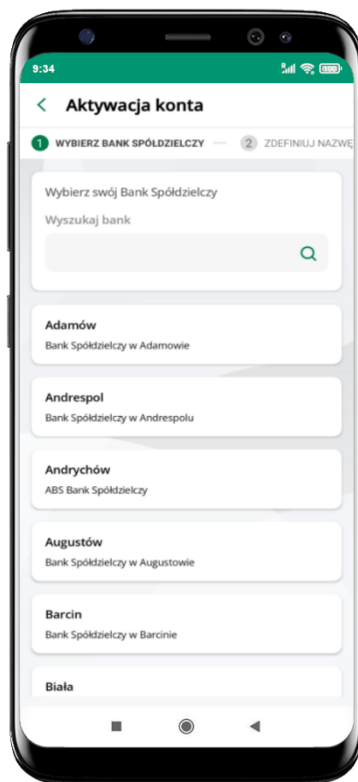 9:34
R
100
Aktywacja konta
1 WYBIERZ BANK SPÓŁDZIELCZY
2 ZDEFINIUJ NAZWĘ
Wybierz swój Bank Spółdzielczy
Wyszukaj bank
Adamów
Bank Spółdzielczy w Adamowie
Andrespol
Bank Spółdzielczy w Andrespolu
Andrychów
ABS Bank Spółdzielczy
Augustów
Bank Spółdzielczy w Augustowie
Barcin
Bank Spółdzielczy w Barcinie
Biała